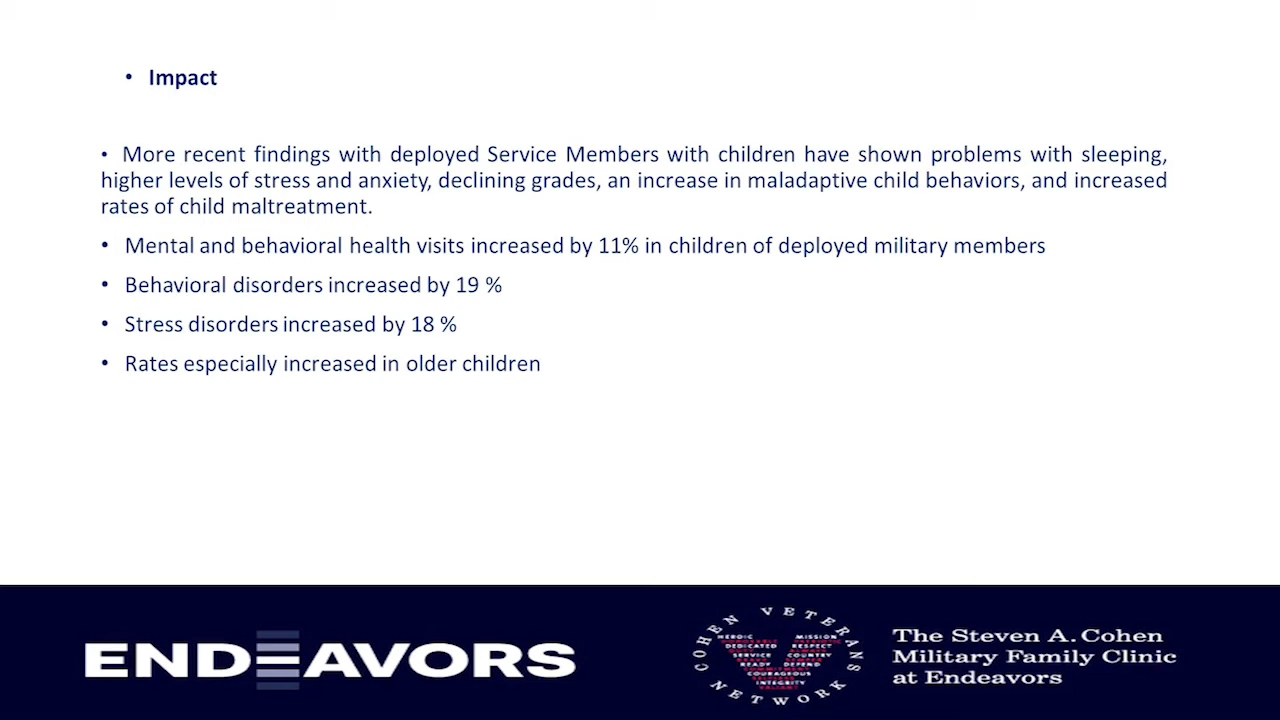 • Impact
• More recent findings with deployed Service Members with children have shown problems with sleeping,
higher levels of stress and anxiety, declining grades, an increase in maladaptive child behaviors, and increased
rates of child maltreatment.
• Mental and behavioral health visits increased by 11% in children of deployed military members
• Behavioral disorders increased by 19 %
• Stress disorders increased by 18 %
• Rates especially increased in older children
ENDEAVORS
COHEN VETERANS NETWORK
HEROIC MISSION
DEDICATED RESPECT
SERVICE COUNTRY
READY DEFEND
COURAGEOUS
INTEGRITY
The Steven A. Cohen
Military Family Clinic
at Endeavors